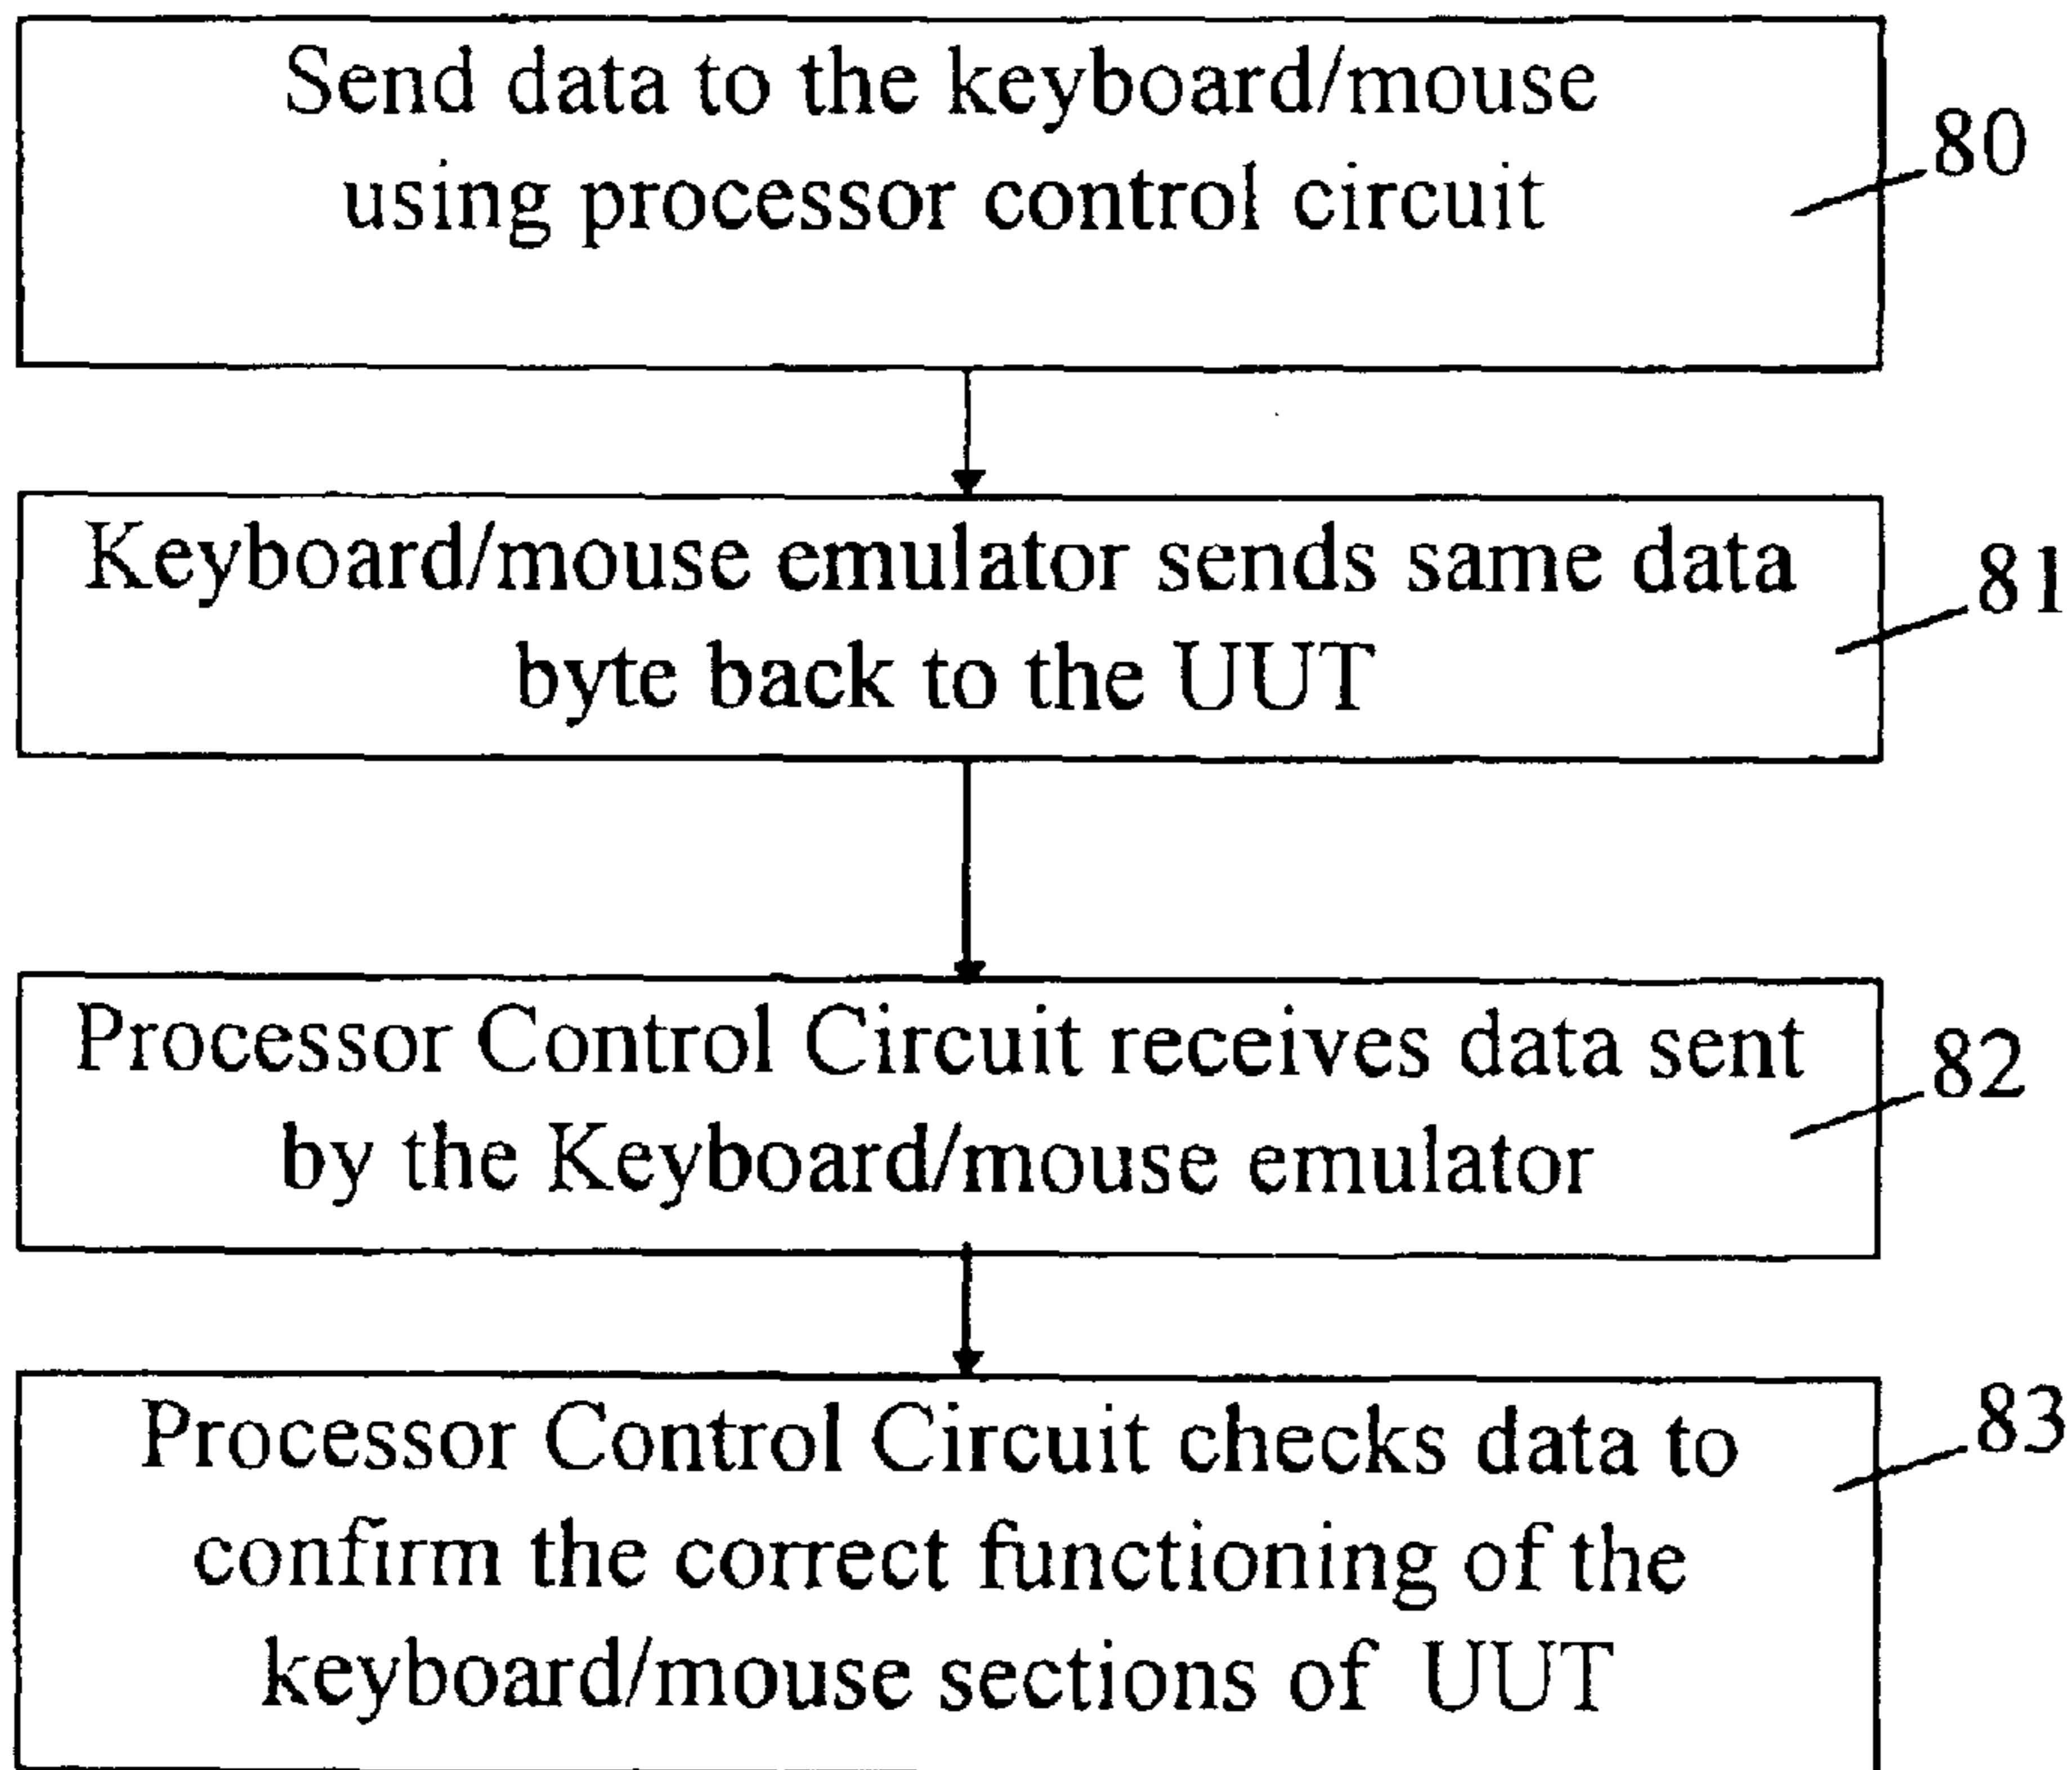 Send data to the keyboard/mouse
using processor control circuit
80
Keyboard/mouse emulator sends same data
byte back to the UUT
81
Processor Control Circuit receives data sent
by the Keyboard/mouse emulator
82
Processor Control Circuit checks data to
confirm the correct functioning of the
keyboard/mouse sections of UUT
83